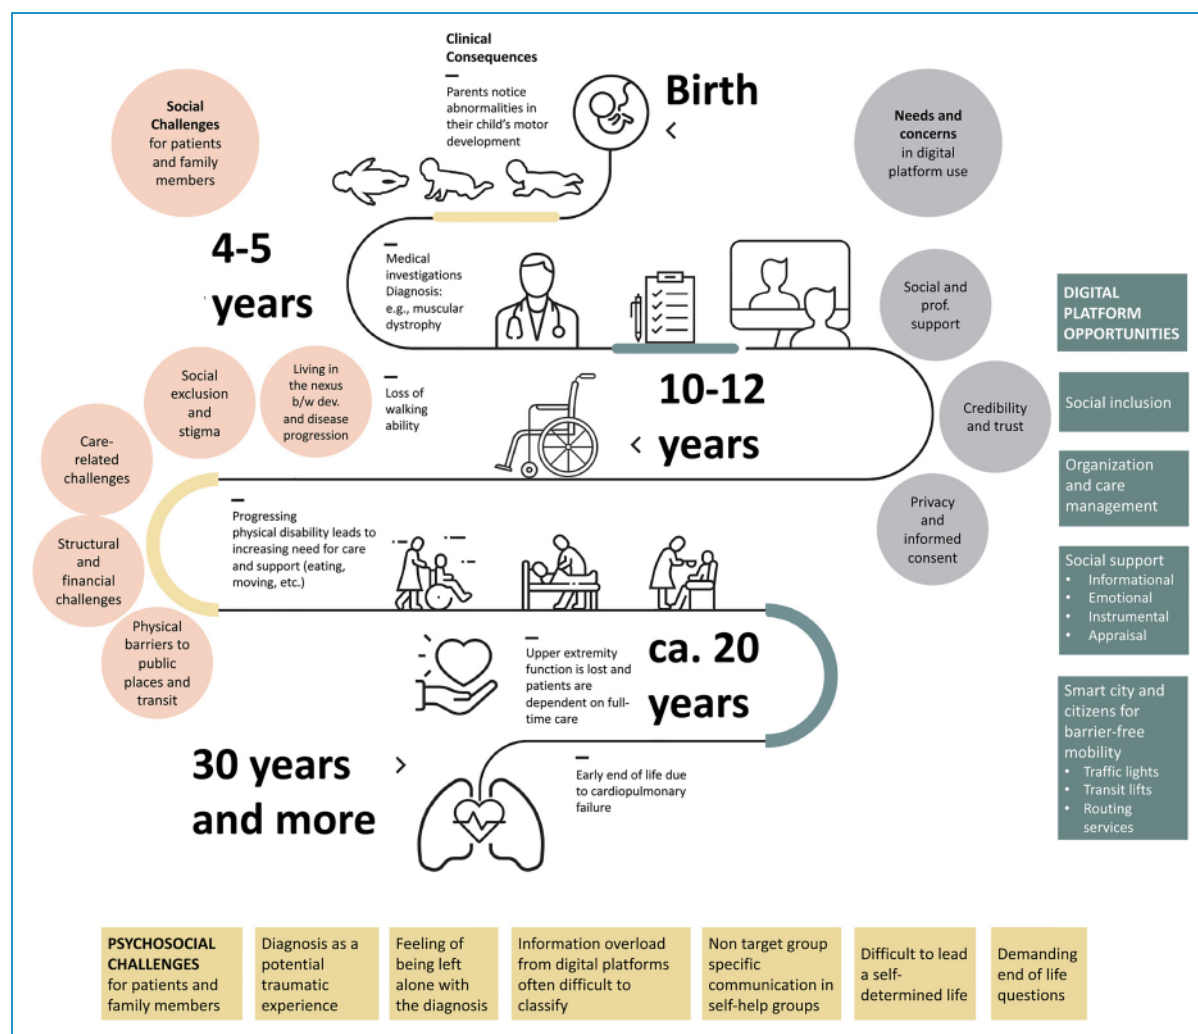 Clinical
Consequences
Parents notice
abnormalities in
their child's motor
development
Birth
Social
Challenges
for patients
and family
members
Needs and
concerns
in digital
platform use
4-5
years
Medical
investigations
Diagnosis:
e.g., muscular
dystrophy
Social and
prof.
support
DIGITAL
PLATFORM
OPPORTUNITIES
Social
exclusion
and
stigma
Living in
the nexus
b/w dev.
and disease
progression
Loss of
walking
ability
10-12
years
Credibility
and trust
Social inclusion
Care-
related
challenges
Organization
and care
management
Progressing
physical disability leads to
increasing need for care
and support (eating,
moving, etc.)
Privacy
and
informed
consent
Structural
and
financial
challenges
Social support
• Informational
• Emotional
• Instrumental
• Appraisal
Physical
barriers to
public
places and
transit
Upper extremity
function is lost and
patients are
dependent on full-
time care
ca. 20
years
Smart city and
citizens for
barrier-free
mobility
• Traffic lights
• Transit lifts
• Routing
services
30 years
and more
Early end of life due
to cardiopulmonary
failure
PSYCHOSOCIAL
CHALLENGES
for patients and
family members
Diagnosis as a
potential
traumatic
experience
Feeling of
being left
alone with
the diagnosis
Information overload
from digital platforms
often difficult to
classify
Non target group
specific
communication in
self-help groups
Difficult to lead
a self-
determined life
Demanding
end of life
questions